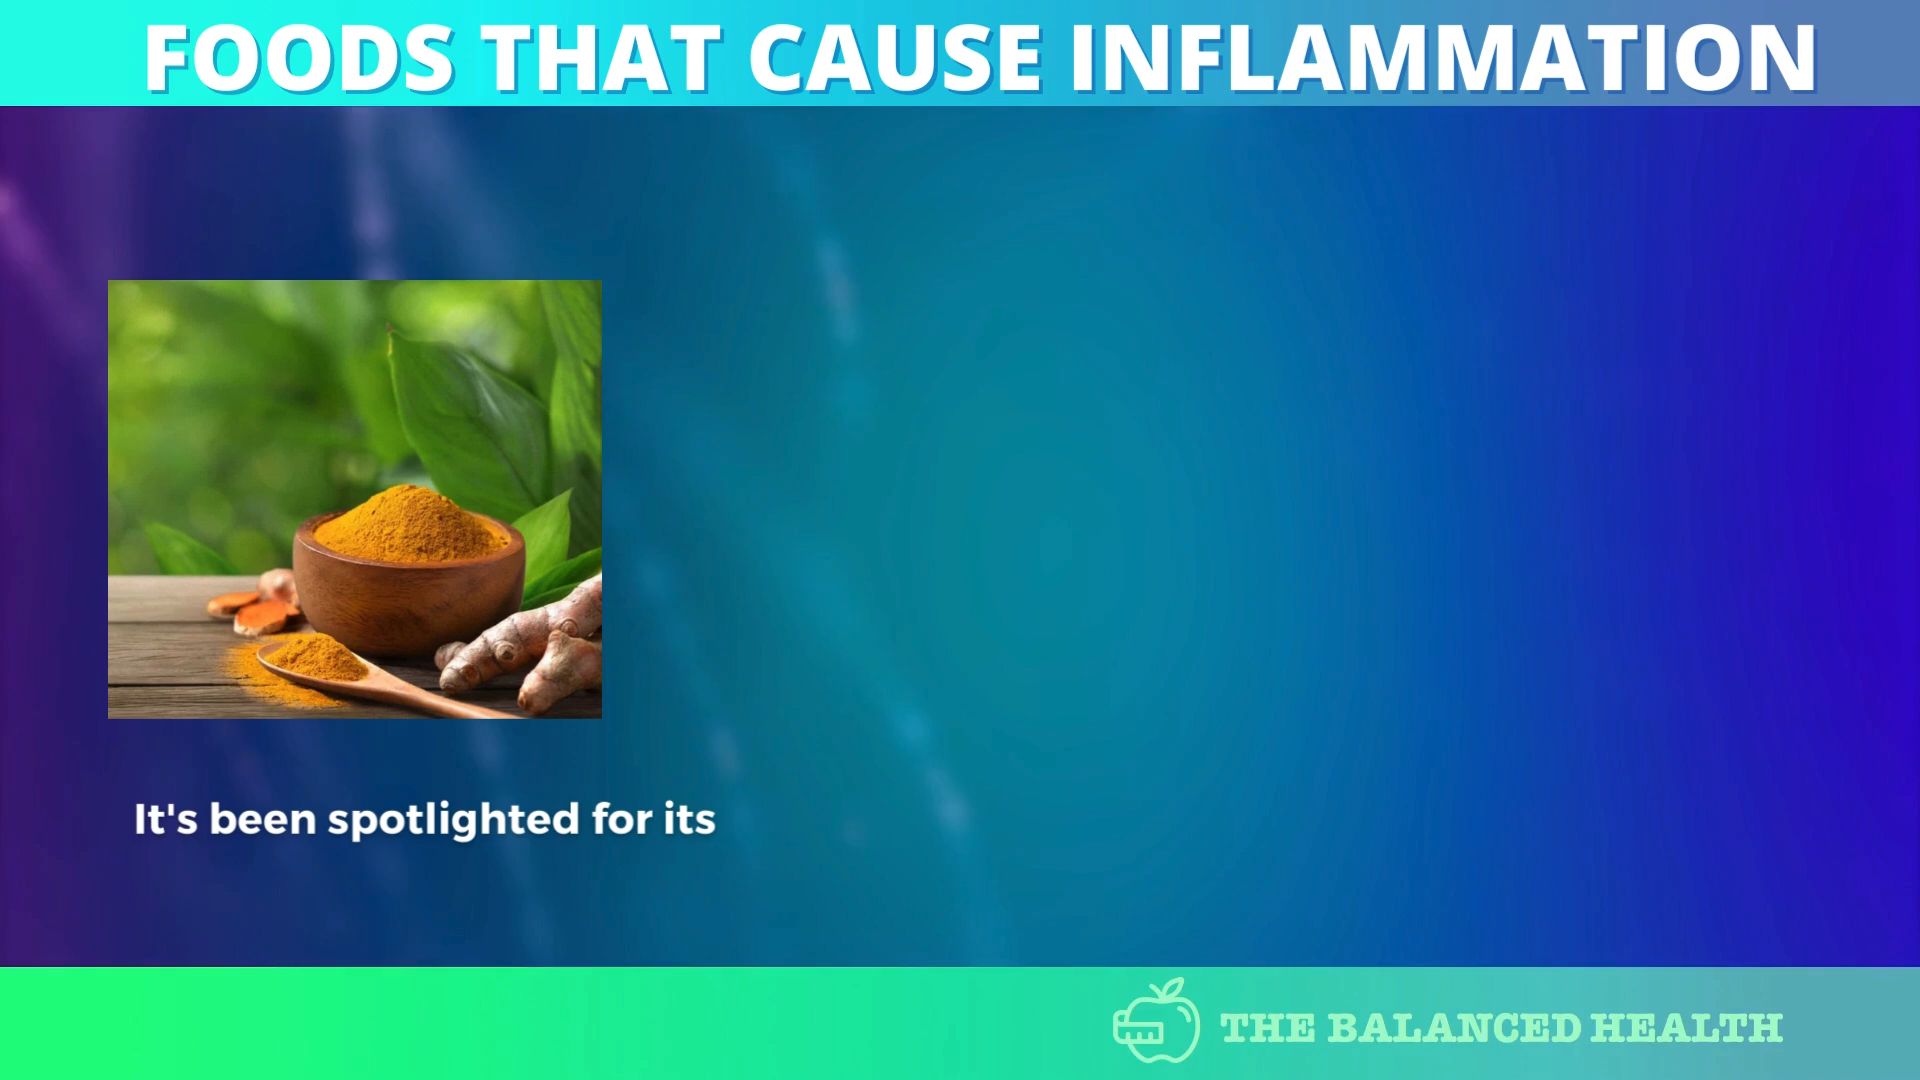 FOODS THAT CAUSE INFLAMMATION
It's been spotlighted for its
THE BALANCED HEALTH